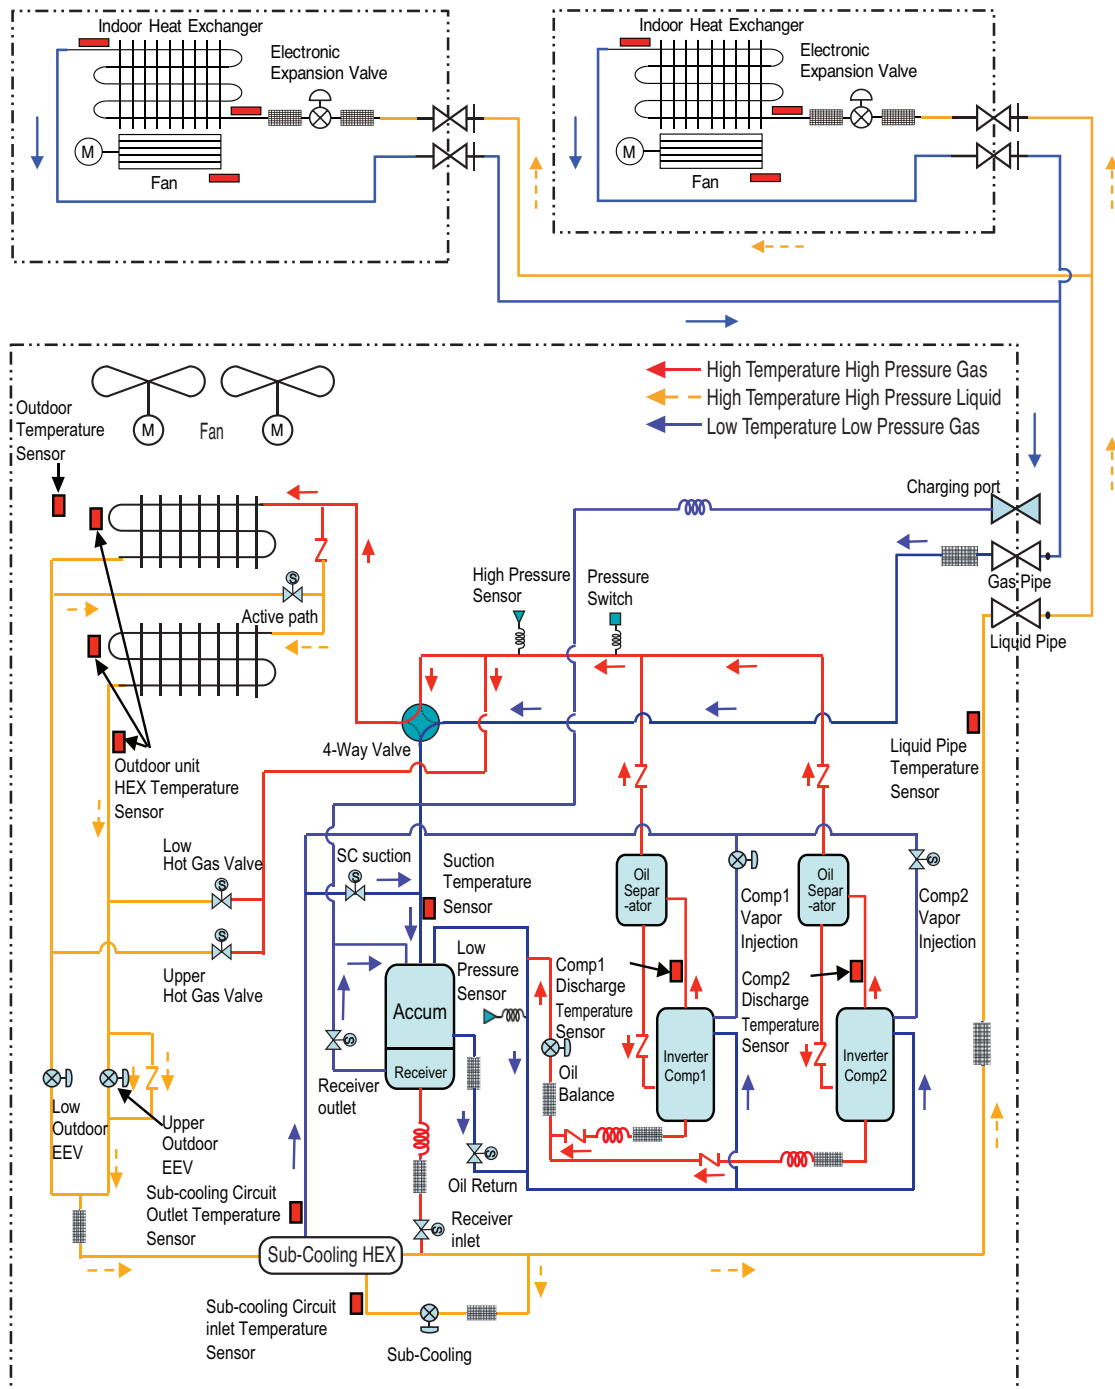 Indoor Heat Exchanger
Electronic
Expansion Valve
M
Fan
Indoor Heat Exchanger
Electronic
Expansion Valve
M
Fan
High Temperature High Pressure Gas
High Temperature High Pressure Liquid
Low Temperature Low Pressure Gas
Outdoor
Temperature
Sensor
M
Fan
M
Charging port
Gas Pipe
Liquid Pipe
High Pressure
Sensor
Pressure
Switch
S
Active path
4-Way Valve
Outdoor unit
HEX Temperature
Sensor
Liquid Pipe
Temperature
Sensor
Low
Hot Gas Valve
S
Upper
Hot Gas Valve
S
SC suction
S
Suction
Temperature
Sensor
Oil
Separ
-ator
Oil
Separ
-ator
Comp1
Vapor
Injection
S
Comp2
Vapor
Injection
Low
Pressure
Sensor
Comp1
Discharge
Temperature
Sensor
Comp2
Discharge
Temperature
Sensor
Accum
Receiver
S
Receiver
outlet
Inverter
Comp1
Inverter
Comp2
Oil
Balance
Low
Outdoor
EEV
Upper
Outdoor
EEV
S
Oil Return
Sub-cooling Circuit
Outlet Temperature
Sensor
S
Receiver
inlet
Sub-Cooling HEX
Sub-cooling Circuit
inlet Temperature
Sensor
Sub-Cooling